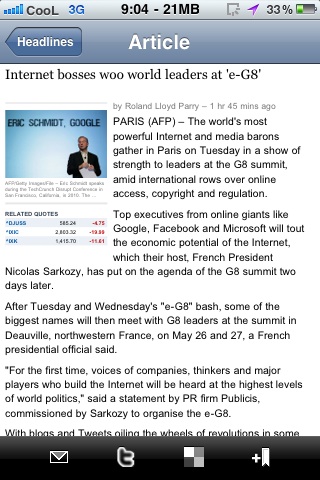 CooL 3G 9:04 - 21MB 33%
Headlines
Article
Internet bosses woo world leaders at 'e-G8'
ERIC SCHMIDT, GOOGLE
AFP/Getty Images/File – Eric Schmidt speaks
during the TechCrunch Disrupt Conference in
San Francisco, California, in 2010. The ...
RELATED QUOTES
^DJUSS 585.24 -4.75
^IXIC 2,803.32 -19.99
^IXK 1,415.70 -11.61
by Roland Lloyd Parry – 1 hr 45 mins ago
PARIS (AFP) – The world's most
powerful Internet and media barons
gather in Paris on Tuesday in a show of
strength to leaders at the G8 summit,
amid international rows over online
access, copyright and regulation.
Top executives from online giants like
Google, Facebook and Microsoft will tout
the economic potential of the Internet,
which their host, French President
Nicolas Sarkozy, has put on the agenda of the G8 summit two
days later.
After Tuesday and Wednesday's "e-G8" bash, some of the
biggest names will then meet with G8 leaders at the summit in
Deauville, northwestern France, on May 26 and 27, a French
presidential official said.
"For the first time, voices of companies, thinkers and major
players who build the Internet will be heard at the highest levels
of world politics," said a statement by PR firm Publicis,
commissioned by Sarkozy to organise the e-G8.
With blogs and Tweets oiling the wheels of revolutions in some